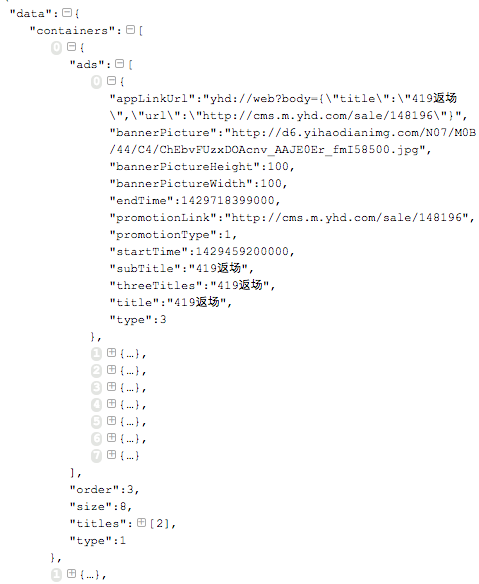 "data":{
"containers":[
0 {
"ads":[
0 {
"appLinkUrl":"yhd://web?body={\"title\":\"419返场
\",\"url\":\"http://cms.m.yhd.com/sale/148196\"}",
"bannerPicture":"http://d6.yihaodianimg.com/N07/M0B
/44/C4/ChEbvFUzxDOAcnv_AAJE0Er_fmI58500.jpg",
"bannerPictureHeight":100,
"bannerPictureWidth":100,
"endTime":1429718399000,
"promotionLink":"http://cms.m.yhd.com/sale/148196",
"promotionType":1,
"startTime":1429459200000,
"subTitle":"419返场",
"threeTitles":"419返场",
"title":"419返场",
"type":3
},
1 {…},
2 {…},
3 {…},
4 {…},
5 {…},
6 {…},
7 {…}
],
"order":3,
"size":8,
"titles":[2],
"type":1
},
1 {…},